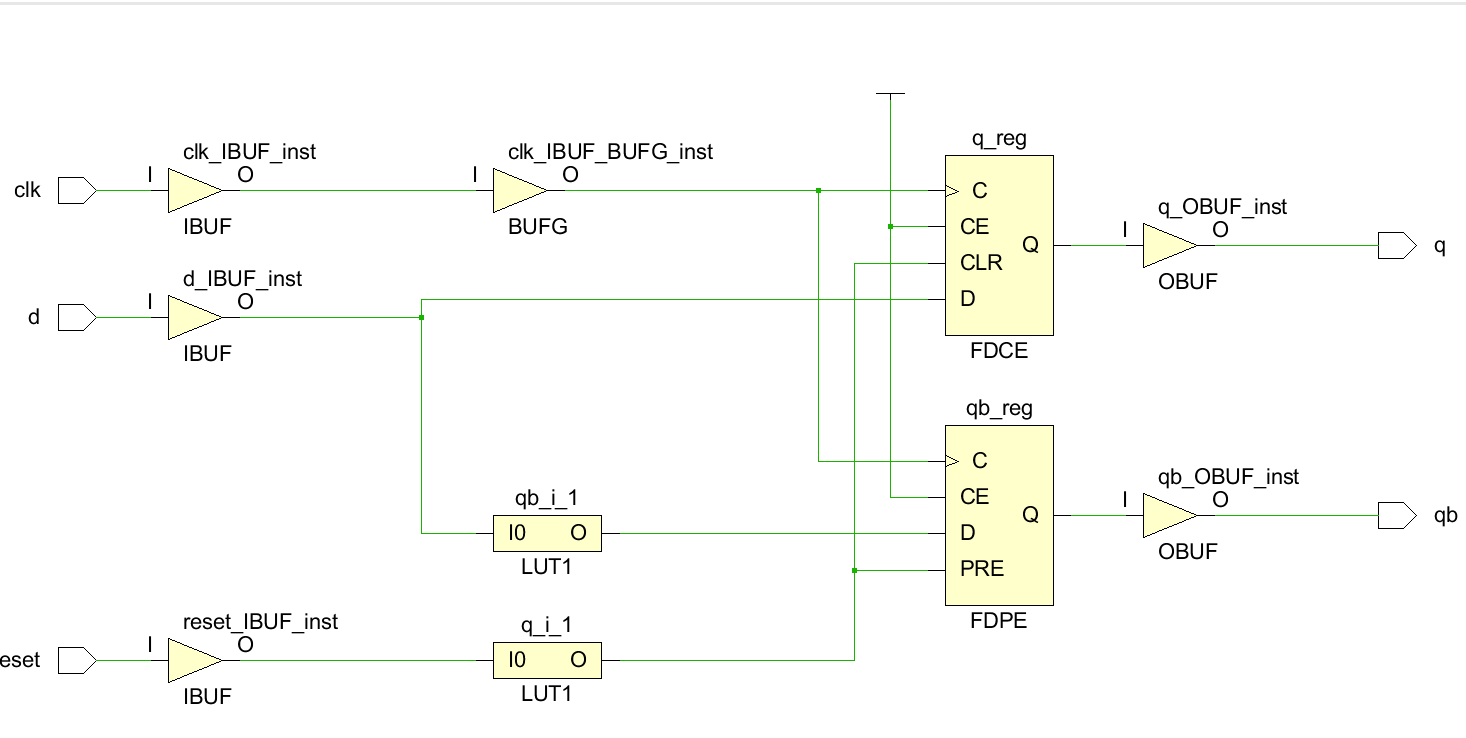 q_reg
clk_IBUF_inst
clk_IBUF_BUFG_inst
clk
I
O
IBUF
I
O
BUFG
C
CE
CLR
D
Q
FDCE
q_OBUF_inst
I
O
OBUF
q
d_IBUF_inst
d
I
O
IBUF
qb_reg
C
CE
D
PRE
Q
FDPE
qb_OBUF_inst
I
O
OBUF
qb
qb_i_1
I0 O
LUT1
reset_IBUF_inst
eset
I
O
IBUF
q_i_1
I0 O
LUT1